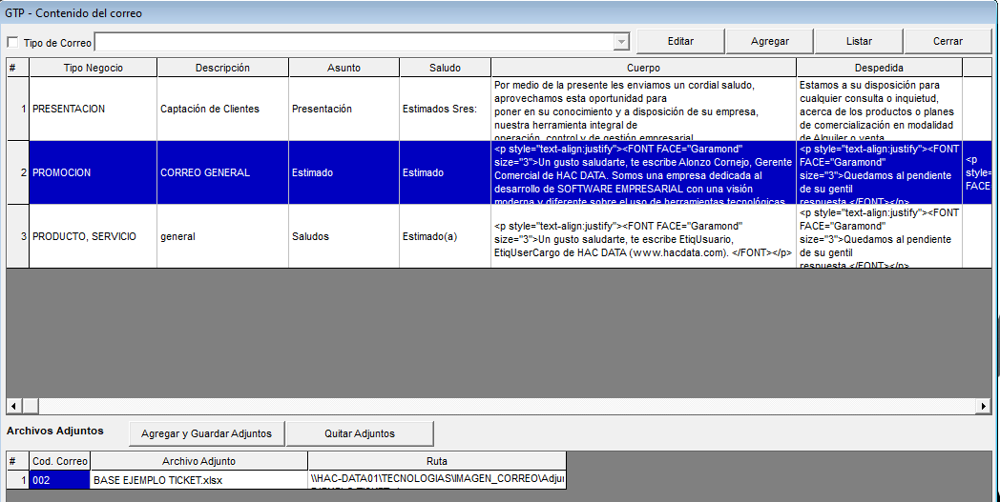 GTP - Contenido del correo
Tipo de Correo
Editar
Agregar
Listar
Cerrar
# Tipo Negocio Descripción Asunto Saludo Cuerpo Despedida
1 PRESENTACION Captación de Clientes Presentación Estimados Sres:
Por medio de la presente les enviamos un cordial saludo,
aprovechamos esta oportunidad para
poner en su conocimiento y a disposición de su empresa,
nuestra herramienta integral de
operación, control y de gestión empresarial
Estamos a su disposición para
cualquier consulta o inquietud,
acerca de los productos o planes
de comercialización en modalidad
de Alquiler o venta
2 PROMOCION CORREO GENERAL Estimado Estimado
<p style="text-align:justify"><FONT FACE="Garamond"
size="3">Un gusto saludarte, te escribe Alonzo Cornejo, Gerente
Comercial de HAC DATA. Somos una empresa dedicada al
desarrollo de SOFTWARE EMPRESARIAL con una visión
moderna y diferente sobre el uso de herramientas tecnológicas
<p style="text-align:justify"><FONT
FACE="Garamond"
size="3">Quedamos al pendiente
de su gentil
respuesta.</FONT></p>
<p
style=
FACE
3 PRODUCTO, SERVICIO general Saludos Estimado(a)
<p style="text-align:justify"><FONT FACE="Garamond"
size="3">Un gusto saludarte, te escribe EtiqUsuario,
EtiqUserCargo de HAC DATA (www.hacdata.com). </FONT></p>
<p style="text-align:justify"><FONT
FACE="Garamond"
size="3">Quedamos al pendiente
de su gentil
respuesta.</FONT></p>
Archivos Adjuntos
Agregar y Guardar Adjuntos
Quitar Adjuntos
# Cod. Correo Archivo Adjunto Ruta
1 002 BASE EJEMPLO TICKET.xlsx \\HAC-DATA01\TECNOLOGIAS\IMAGEN_CORREO\Adju